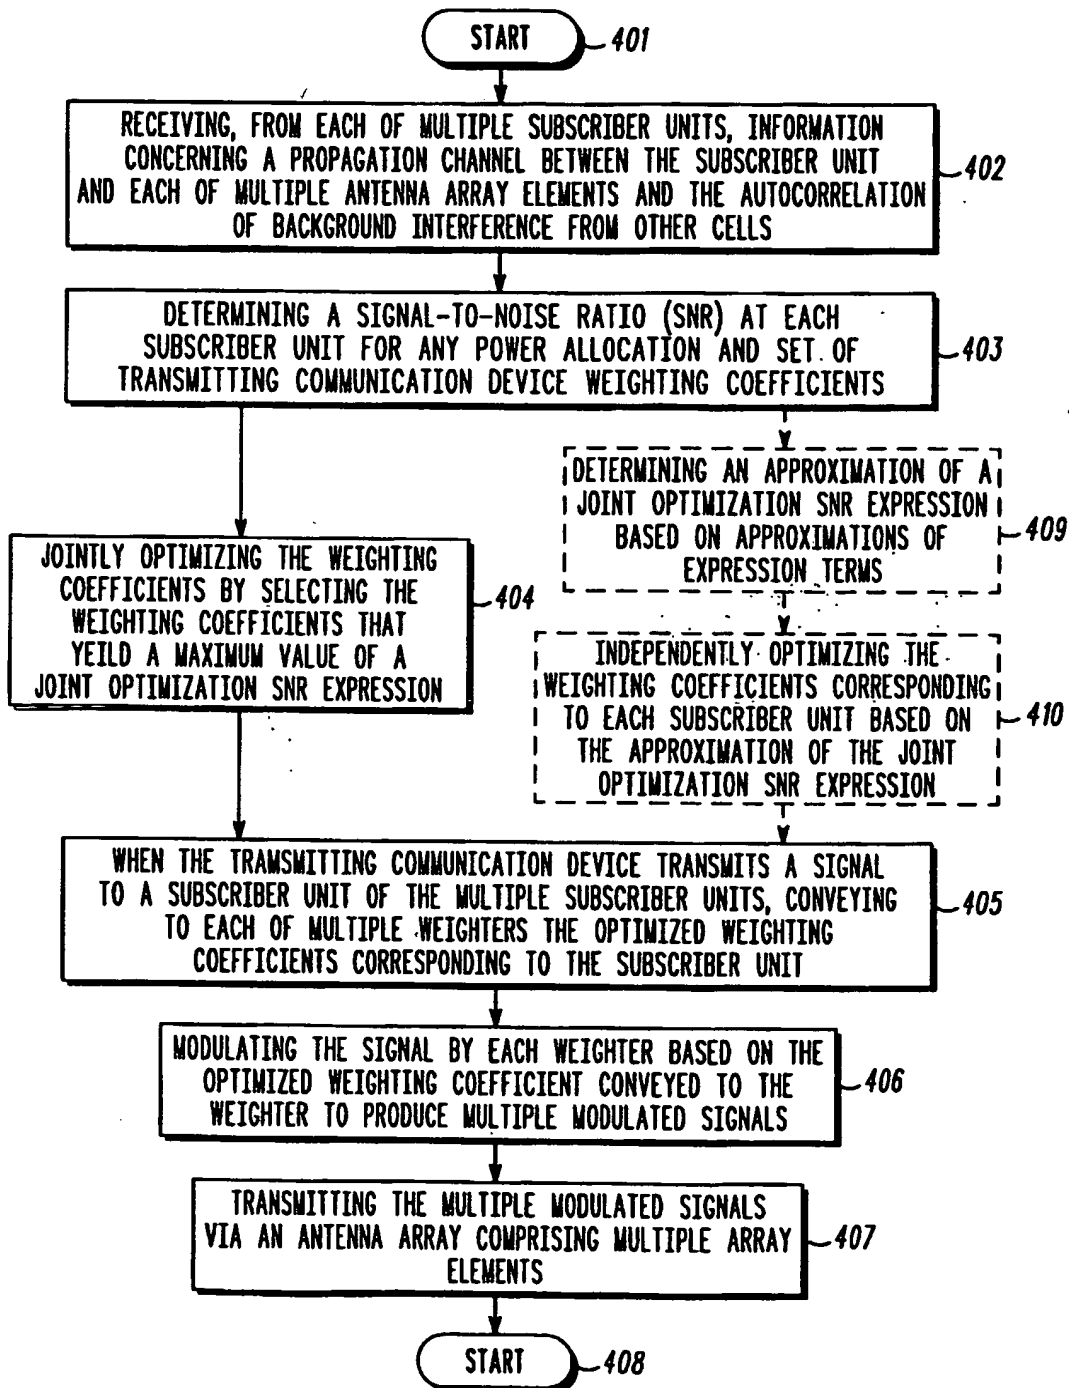 START
401
RECEIVING, FROM EACH OF MULTIPLE SUBSCRIBER UNITS, INFORMATION
CONCERNING A PROPAGATION CHANNEL BETWEEN THE SUBSCRIBER UNIT
AND EACH OF MULTIPLE ANTENNA ARRAY ELEMENTS AND THE AUTOCORRELATION
OF BACKGROUND INTERFERENCE FROM OTHER CELLS
402
DETERMINING A SIGNAL-TO-NOISE RATIO (SNR) AT EACH
SUBSCRIBER UNIT FOR ANY POWER ALLOCATION AND SET OF
TRANSMITTING COMMUNICATION DEVICE WEIGHTING COEFFICIENTS
403
DETERMINING AN APPROXIMATION OF A
JOINT OPTIMIZATION SNR EXPRESSION
BASED ON APPROXIMATIONS OF
EXPRESSION TERMS
409
JOINTLY OPTIMIZING THE WEIGHTING
COEFFICIENTS BY SELECTING THE
WEIGHTING COEFFICIENTS THAT
YEILD A MAXIMUM VALUE OF A
JOINT OPTIMIZATION SNR EXPRESSION
404
INDEPENDENTLY OPTIMIZING THE
WEIGHTING COEFFICIENTS CORRESPONDING
TO EACH SUBSCRIBER UNIT BASED ON
THE APPROXIMATION OF THE JOINT
OPTIMIZATION SNR EXPRESSION
410
WHEN THE TRAMSMITTING COMMUNICATION DEVICE TRANSMITS A SIGNAL
TO A SUBSCRIBER UNIT OF THE MULTIPLE SUBSCRIBER UNITS, CONVEYING
TO EACH OF MULTIPLE WEIGHTERS THE OPTIMIZED WEIGHTING
COEFFICIENTS CORRESPONDING TO THE SUBSCRIBER UNIT
405
MODULATING THE SIGNAL BY EACH WEIGHTER BASED ON THE
OPTIMIZED WEIGHTING COEFFICIENT CONVEYED TO THE
WEIGHTER TO PRODUCE MULTIPLE MODULATED SIGNALS
406
TRANSMITTING THE MULTIPLE MODULATED SIGNALS
VIA AN ANTENNA ARRAY COMPRISING MULTIPLE ARRAY
ELEMENTS
407
START
408